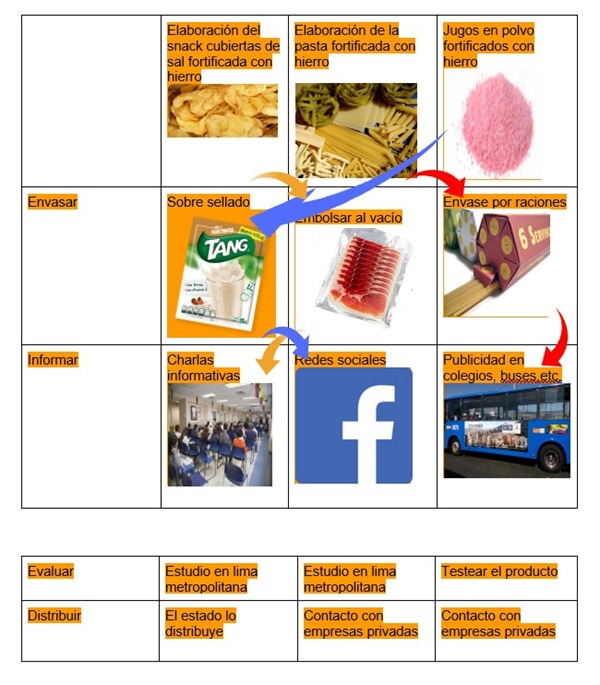 Elaboración del
snack cubiertas de
sal fortificada con
hierro
Elaboración de la
pasta fortificada con
hierro
Jugos en polvo
fortificados con
hierro
Envasar
Sobre sellado
TANG
Embolsar al vacío
Envase por raciones
6 SERVIN
Informar
Charlas
informativas
Redes sociales
f
Publicidad en
colegios, buses,etc.
Evaluar
Estudio en lima
metropolitana
Estudio en lima
metropolitana
Testear el producto
Distribuir
El estado lo
distribuye
Contacto con
empresas privadas
Contacto con
empresas privadas